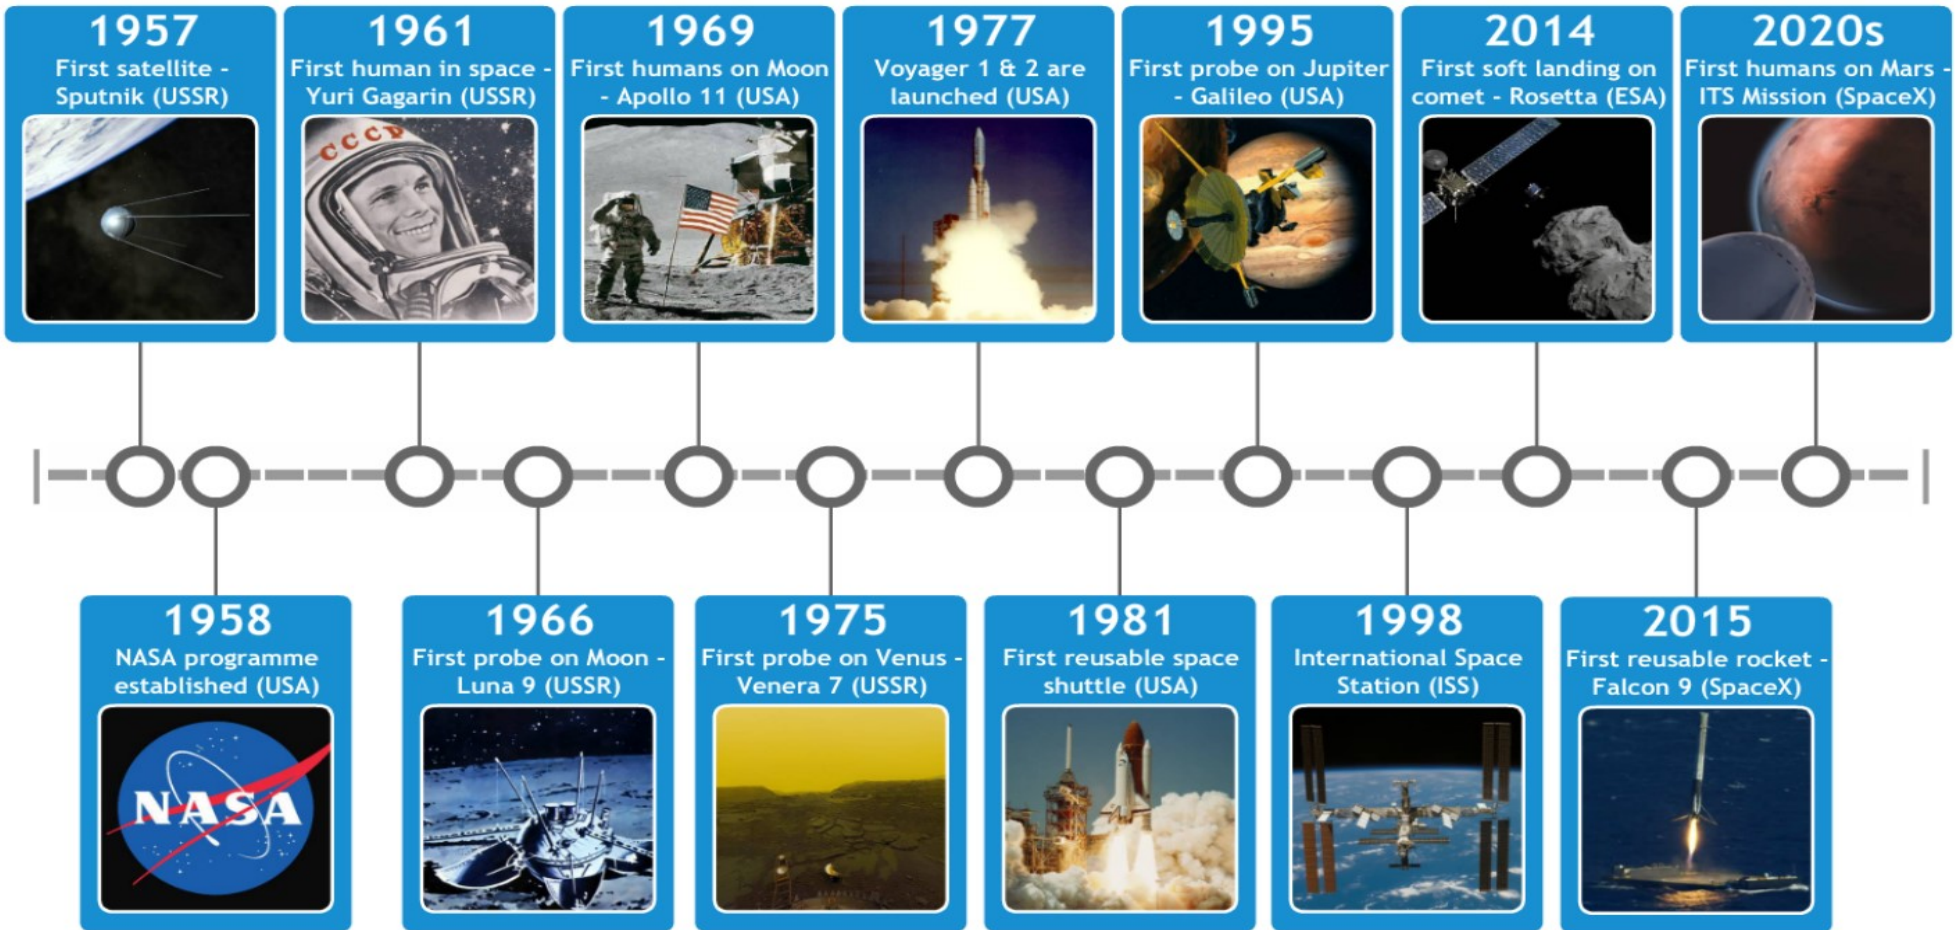 1957
First satellite -
Sputnik (USSR)
1961
First human in space -
Yuri Gagarin (USSR)
CCCP
1969
First humans on Moon
- Apollo 11 (USA)
1977
Voyager 1 & 2 are
launched (USA)
1995
First probe on Jupiter
- Galileo (USA)
2014
First soft landing on
comet - Rosetta (ESA)
2020s
First humans on Mars -
ITS Mission (SpaceX)
1958
NASA programme
established (USA)
NASA
1966
First probe on Moon -
Luna 9 (USSR)
1975
First probe on Venus -
Venera 7 (USSR)
1981
First reusable space
shuttle (USA)
1998
International Space
Station (ISS)
2015
First reusable rocket -
Falcon 9 (SpaceX)